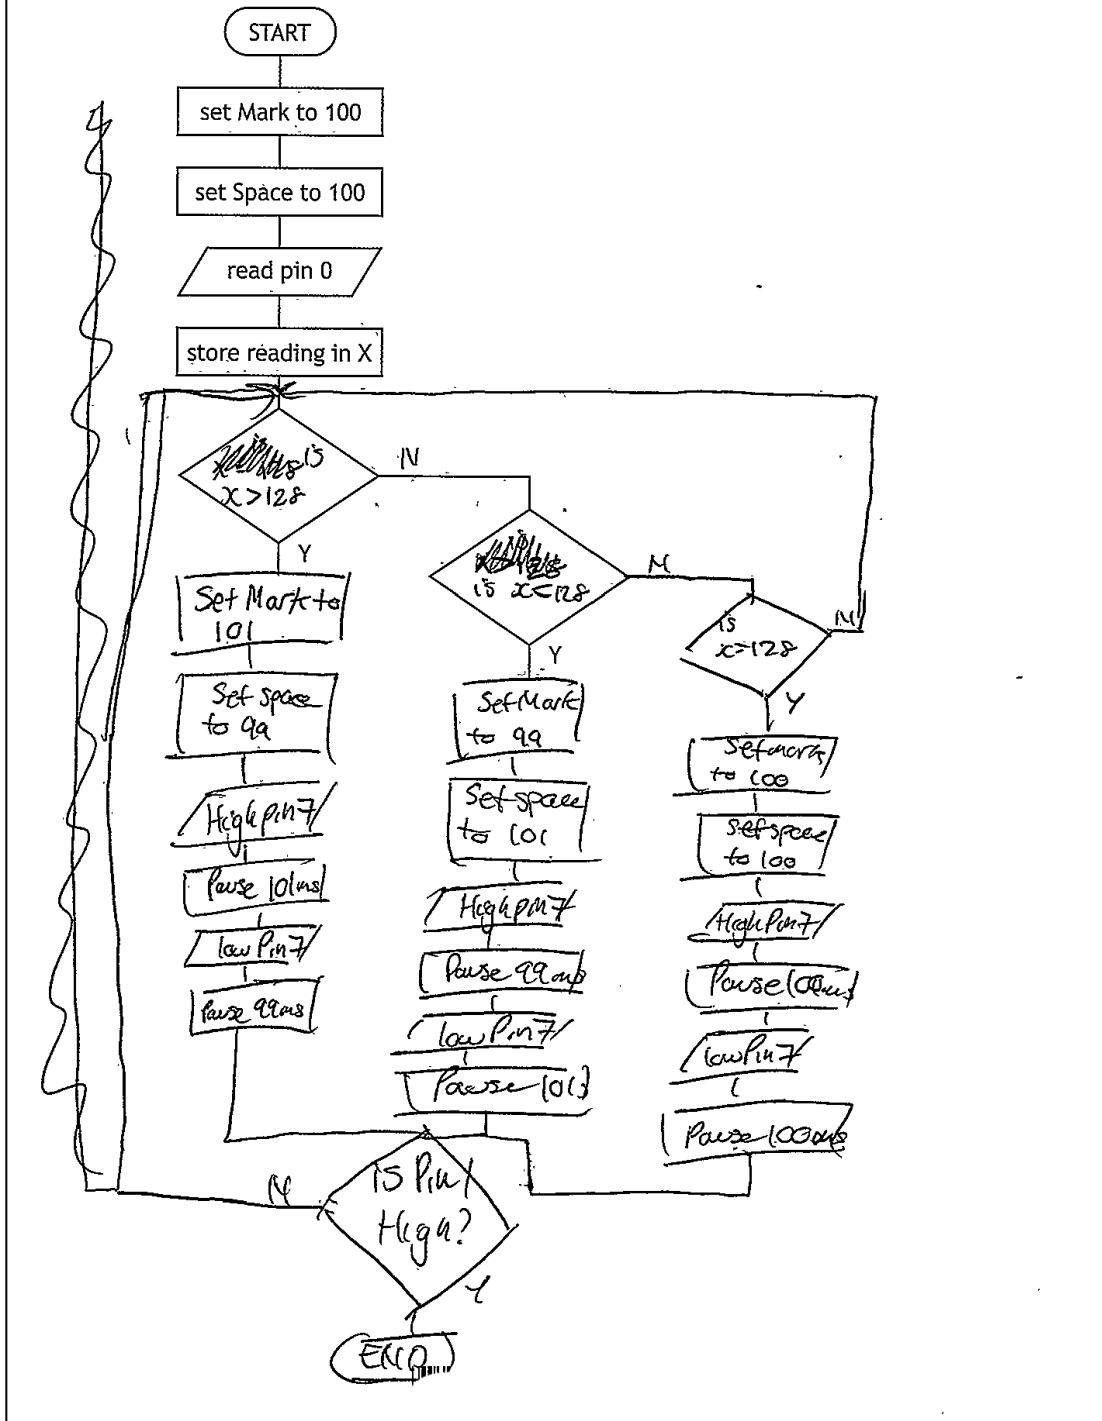 START
set Mark to 100
set Space to 100
read pin 0
store reading in X
is
x>128
N
Y
is x<128
N
Y
is
x=128
N
Y
Set Mark to
101
Set space
to 99
High pin 7
Pause 101ms
low Pin 7
Pause 99ms
Set Mark
to 99
Set space
to 101
High pin 7
Pause 99ms
low Pin 7
Pause 101
Set mark
to 100
set space
to 100
High Pin 7
Pause 100ms
low Pin 7
Pause 100ms
is Pin 1
High?
N
Y
END